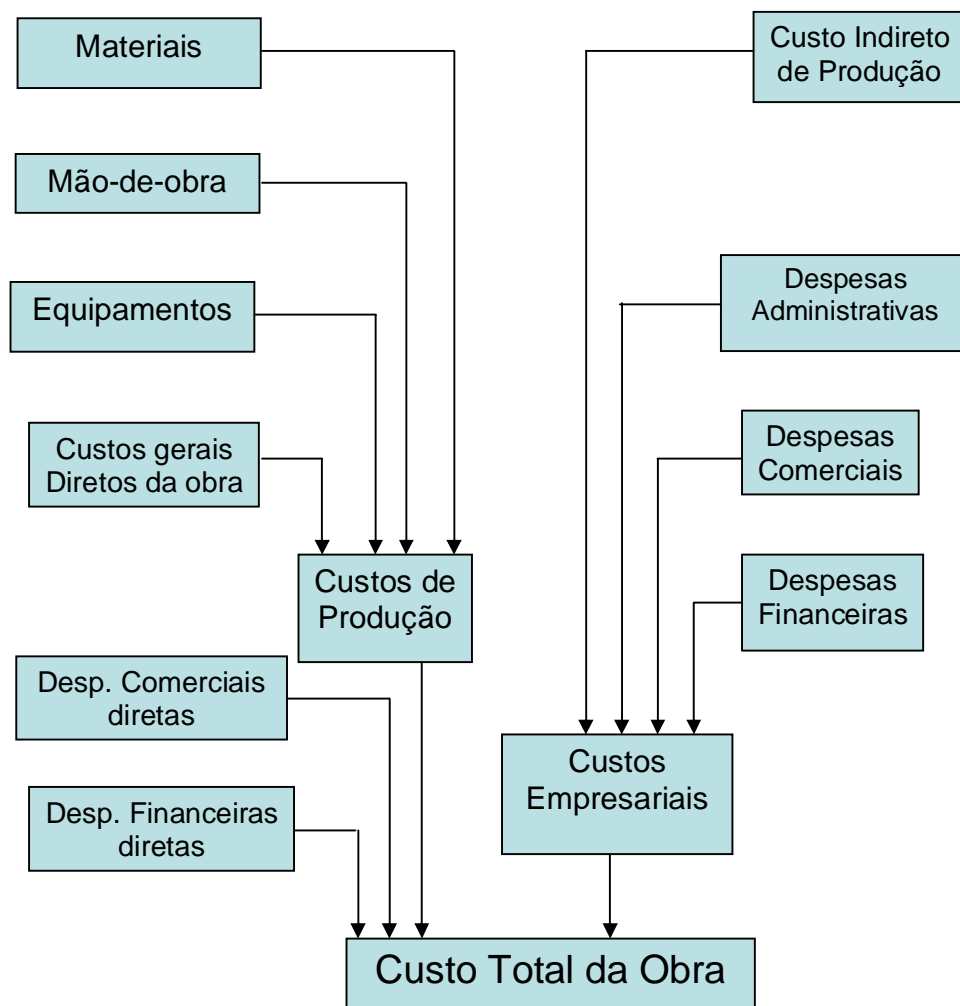 Materiais
Custo Indireto
de Produção
Mão-de-obra
Equipamentos
Despesas
Administrativas
Custos gerais
Diretos da obra
Despesas
Comerciais
Custos de
Produção
Despesas
Financeiras
Desp. Comerciais
diretas
Custos
Empresariais
Desp. Financeiras
diretas
Custo Total da Obra